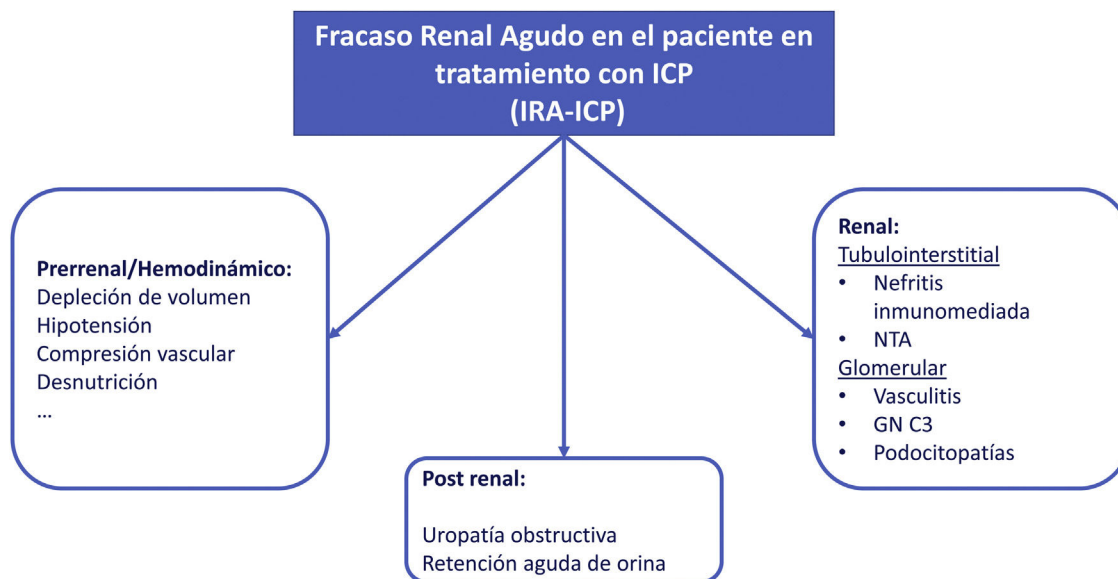 Fracaso Renal Agudo en el paciente en
tratamiento con ICP
(IRA-ICP)
Prerrenal/Hemodinámico:
Depleción de volumen
Hipotensión
Compresión vascular
Desnutrición
...
Post renal:
Uropatía obstructiva
Retención aguda de orina
Renal:
Tubulointerstitial
• Nefritis
inmunomediada
• NTA
Glomerular
• Vasculitis
• GN C3
• Podocitopatías